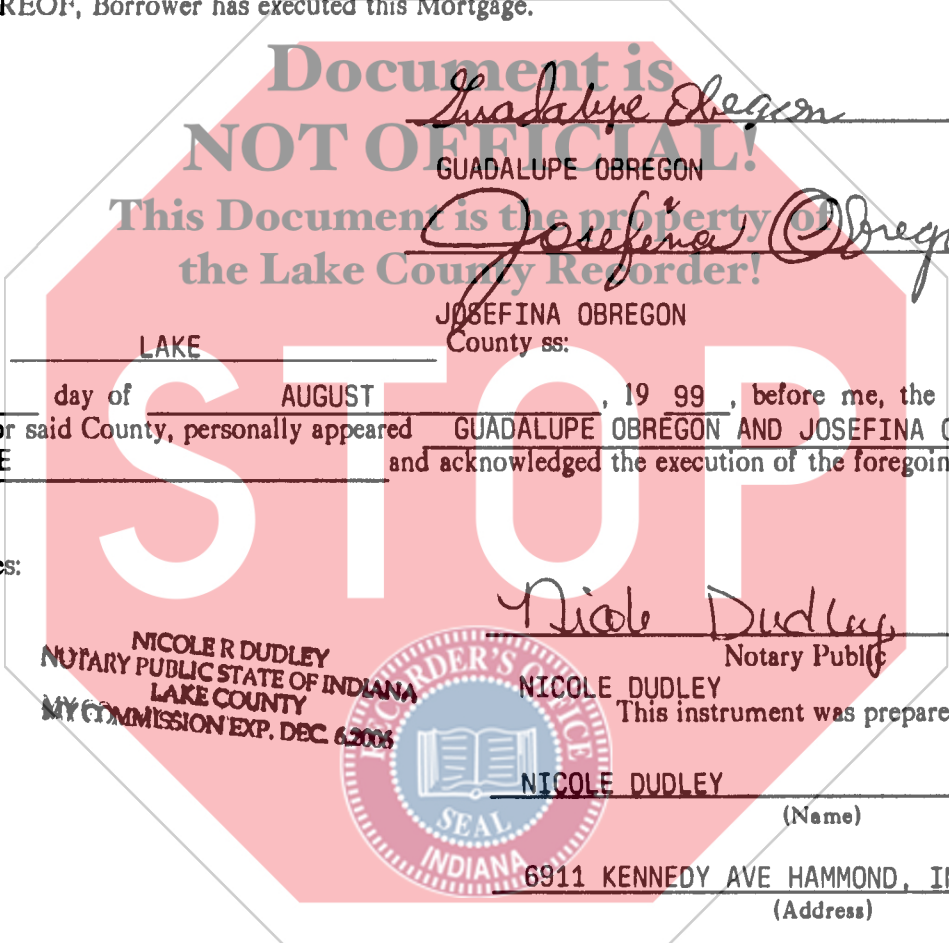 REOF, Borrower has executed this Mortgage.
Document is
NOT OFFICIAL!
This Document is the property of
the Lake County Recorder!
Guadalupe Obregon
GUADALUPE OBREGON
Josefina Obreg
JOSEFINA OBREGON
LAKE County ss:
STOP
day of AUGUST , 19 99 , before me, the
or said County, personally appeared GUADALUPE OBREGON AND JOSEFINA O
E and acknowledged the execution of the foregoin
es:
Nicole Dudley
Notary Public
NICOLE R DUDLEY
NOTARY PUBLIC STATE OF INDIANA
LAKE COUNTY
MY COMMISSION EXP. DEC. 6,2006
NICOLE DUDLEY
This instrument was prepare
RECORDER'S OFFICE
SEAL
INDIANA
NICOLE DUDLEY
(Name)
6911 KENNEDY AVE HAMMOND, I
(Address)